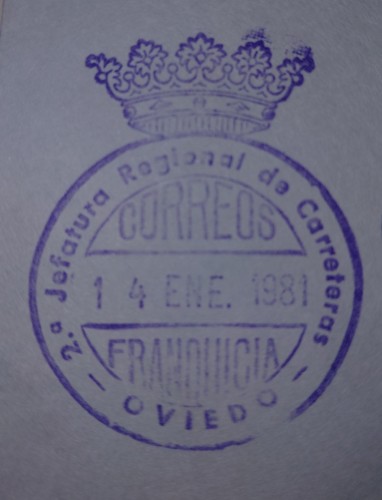 2.ª Jefatura Regional de Carreteras
CORREOS
14 ENE. 1981
FRANQUICIA
- OVIEDO -